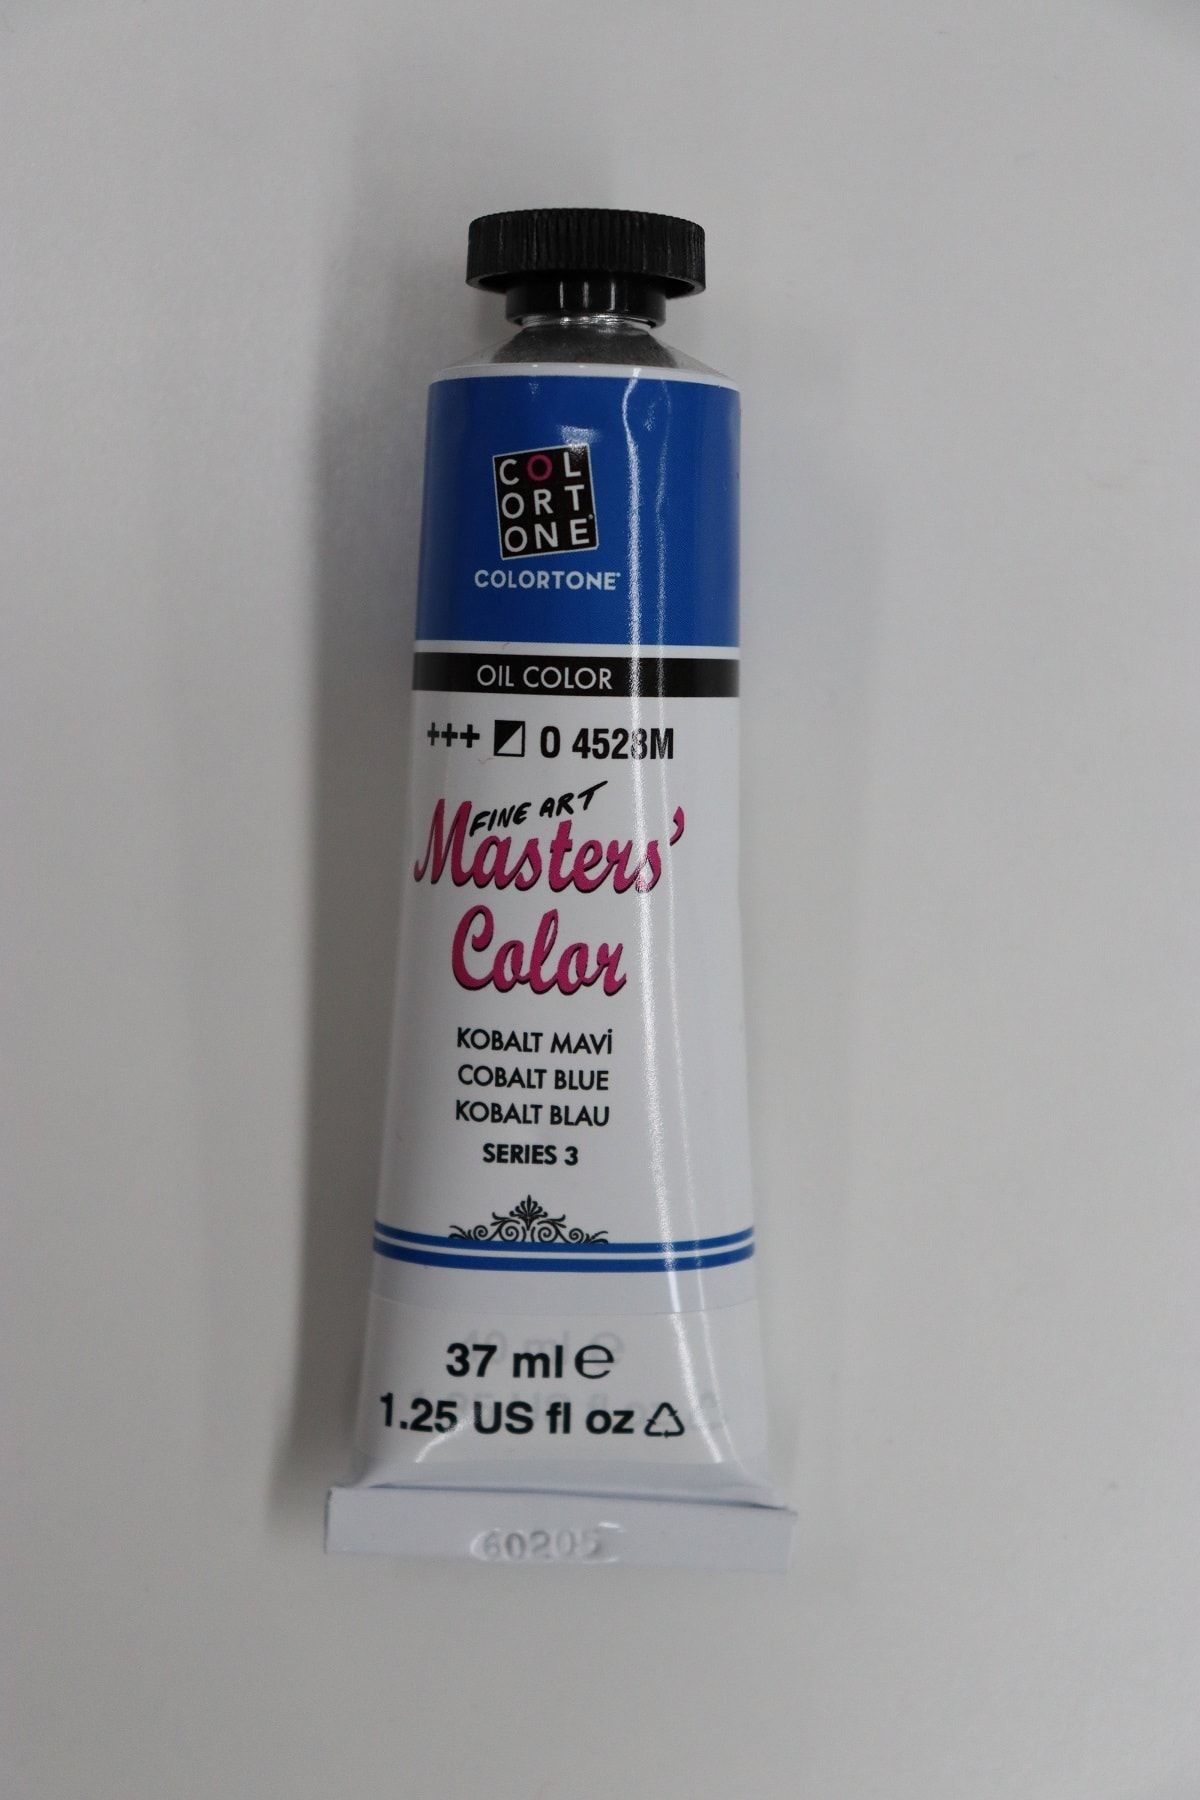 COL
ORT
ONE
COLORTONE
OIL COLOR
+++ 0 4528M
FINE ART
Masters'
Color
KOBALT MAVİ
COBALT BLUE
KOBALT BLAU
SERIES 3
37 ml e
1.25 US fl oz
60205